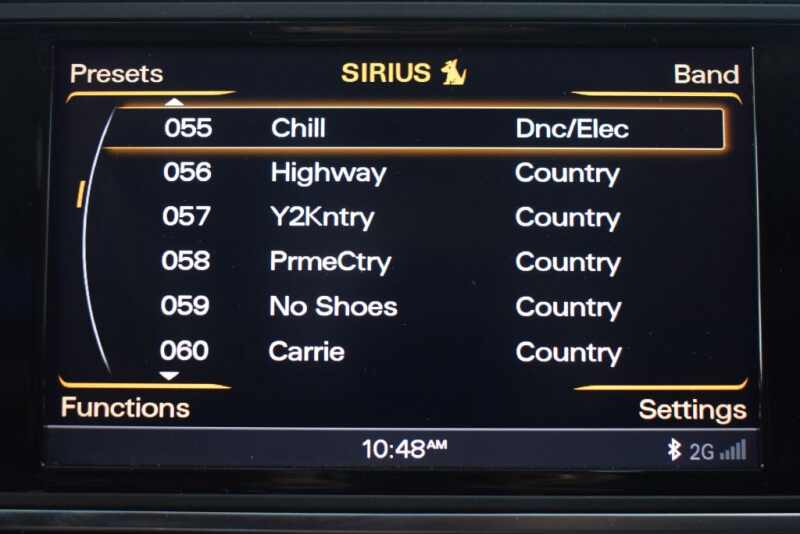 Presets SIRIUS Band
055 Chill Dnc/Elec
056 Highway Country
057 Y2Kntry Country
058 PrmeCtry Country
059 No Shoes Country
060 Carrie Country
Functions Settings
10:48AM 2G